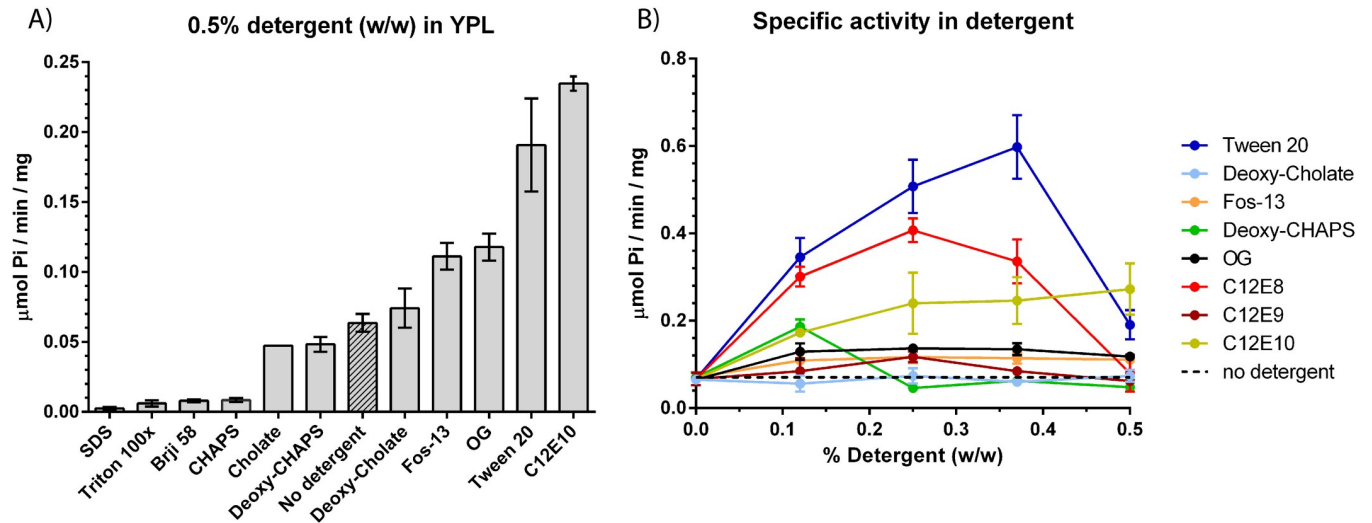 A)
0.5% detergent (w/w) in YPL
μmol Pi / min / mg
0.25
0.20
0.15
0.10
0.05
0.00
SDS
Triton 100x
Briji 58
CHAPS
Cholate
Deoxy-CHAPS
No detergent
Deoxy-Cholate
Fos-13
OG
Tween 20
C12E10
B)
Specific activity in detergent
μmol Pi / min / mg
0.8
0.6
0.4
0.2
0.0
0.0 0.1 0.2 0.3 0.4 0.5
% Detergent (w/w)
Tween 20
Deoxy-Cholate
Fos-13
Deoxy-CHAPS
OG
C12E8
C12E9
C12E10
no detergent